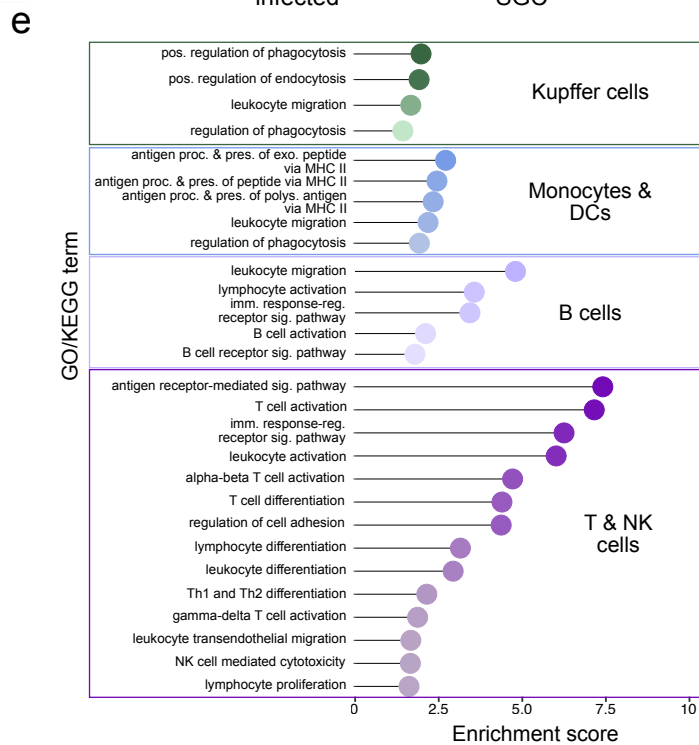 infected SGC
e
GO/KEGG term
pos. regulation of phagocytosis
pos. regulation of endocytosis
leukocyte migration
regulation of phagocytosis
Kupffer cells
antigen proc. & pres. of exo. peptide
via MHC II
antigen proc. & pres. of peptide via MHC II
antigen proc. & pres. of polys. antigen
via MHC II
leukocyte migration
regulation of phagocytosis
Monocytes &
DCs
leukocyte migration
lymphocyte activation
imm. response-reg.
receptor sig. pathway
B cell activation
B cell receptor sig. pathway
B cells
antigen receptor-mediated sig. pathway
T cell activation
imm. response-reg.
receptor sig. pathway
leukocyte activation
alpha-beta T cell activation
T cell differentiation
regulation of cell adhesion
lymphocyte differentiation
leukocyte differentiation
Th1 and Th2 differentiation
gamma-delta T cell activation
leukocyte transendothelial migration
NK cell mediated cytotoxicity
lymphocyte proliferation
T & NK
cells
0 2.5 5.0 7.5 10
Enrichment score